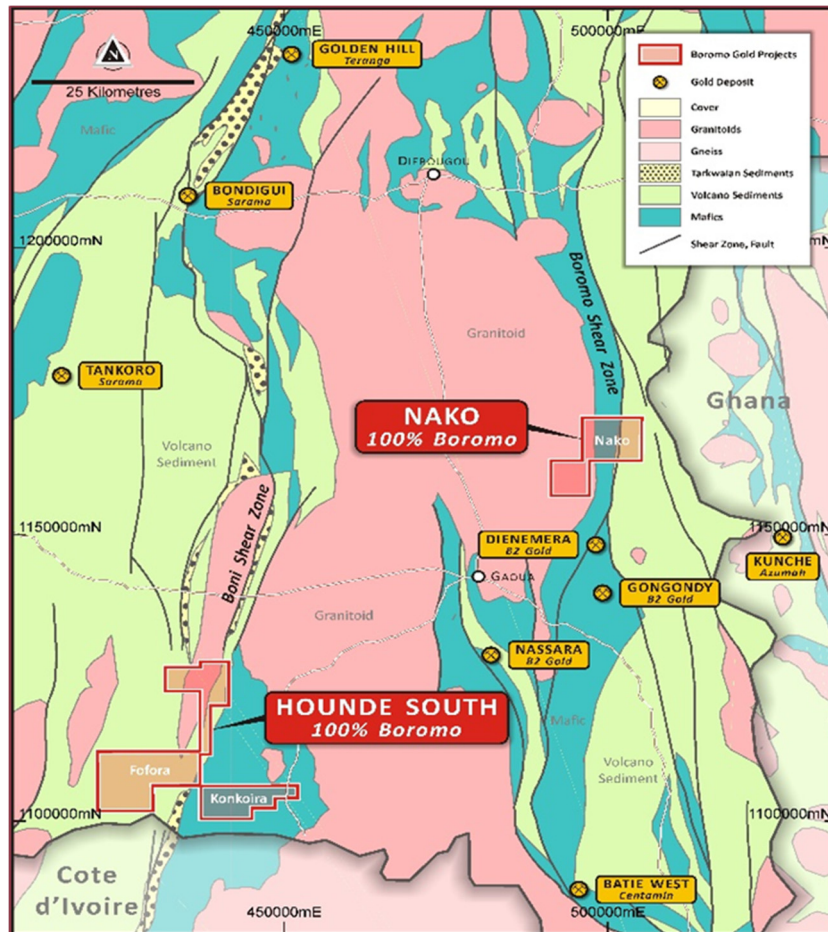 450000mE
500000mE
N
25 Kilometres
GOLDEN HILL
Teranga
Boromo Gold Projects
Gold Deposit
Cover
Granitoids
Gneiss
Tarkwaian Sediments
Volcano Sediments
Mafics
Shear Zone, Fault
Mafic
DIEBOUGOU
BONDIGUI
Sarama
1200000mN
Boromo Shear Zone
Granitoid
TANKORO
Sarama
Ghana
NAKO
100% Boromo
Nako
Volcano
Sediment
Boni Shear Zone
1150000mN
1150000mN
DIENEMERA
B2 Gold
KUNCHE
Azumah
GAOUA
GONGONDY
B2 Gold
Granitoid
NASSARA
B2 Gold
HOUNDE SOUTH
100% Boromo
Mafic
Fofora
Volcano
Sediment
Konkoira
1100000mN
1100000mN
Cote
d'Ivoire
BATIE WEST
Centamin
450000mE
500000mE